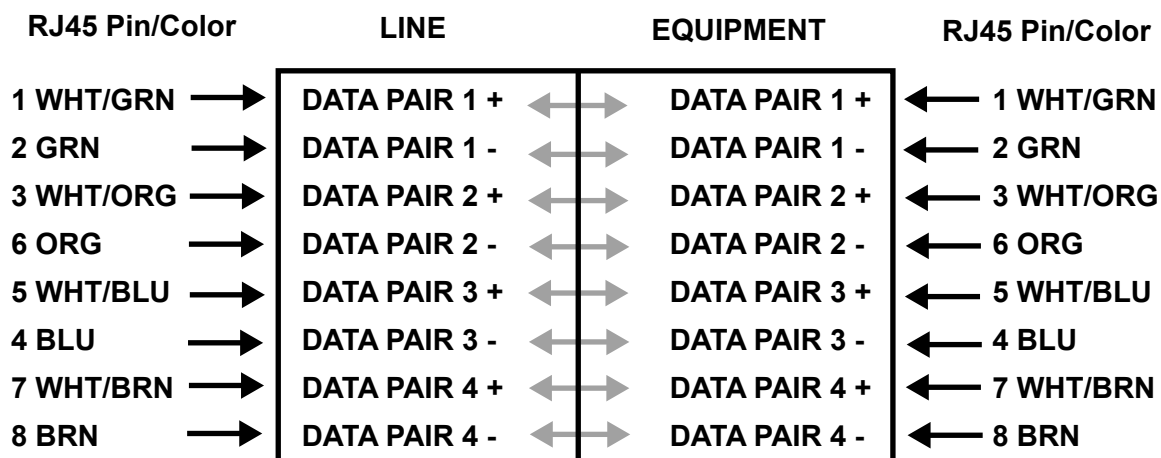 RJ45 Pin/Color LINE EQUIPMENT RJ45 Pin/Color
1 WHT/GRN DATA PAIR 1 + DATA PAIR 1 + 1 WHT/GRN
2 GRN DATA PAIR 1 - DATA PAIR 1 - 2 GRN
3 WHT/ORG DATA PAIR 2 + DATA PAIR 2 + 3 WHT/ORG
6 ORG DATA PAIR 2 - DATA PAIR 2 - 6 ORG
5 WHT/BLU DATA PAIR 3 + DATA PAIR 3 + 5 WHT/BLU
4 BLU DATA PAIR 3 - DATA PAIR 3 - 4 BLU
7 WHT/BRN DATA PAIR 4 + DATA PAIR 4 + 7 WHT/BRN
8 BRN DATA PAIR 4 - DATA PAIR 4 - 8 BRN